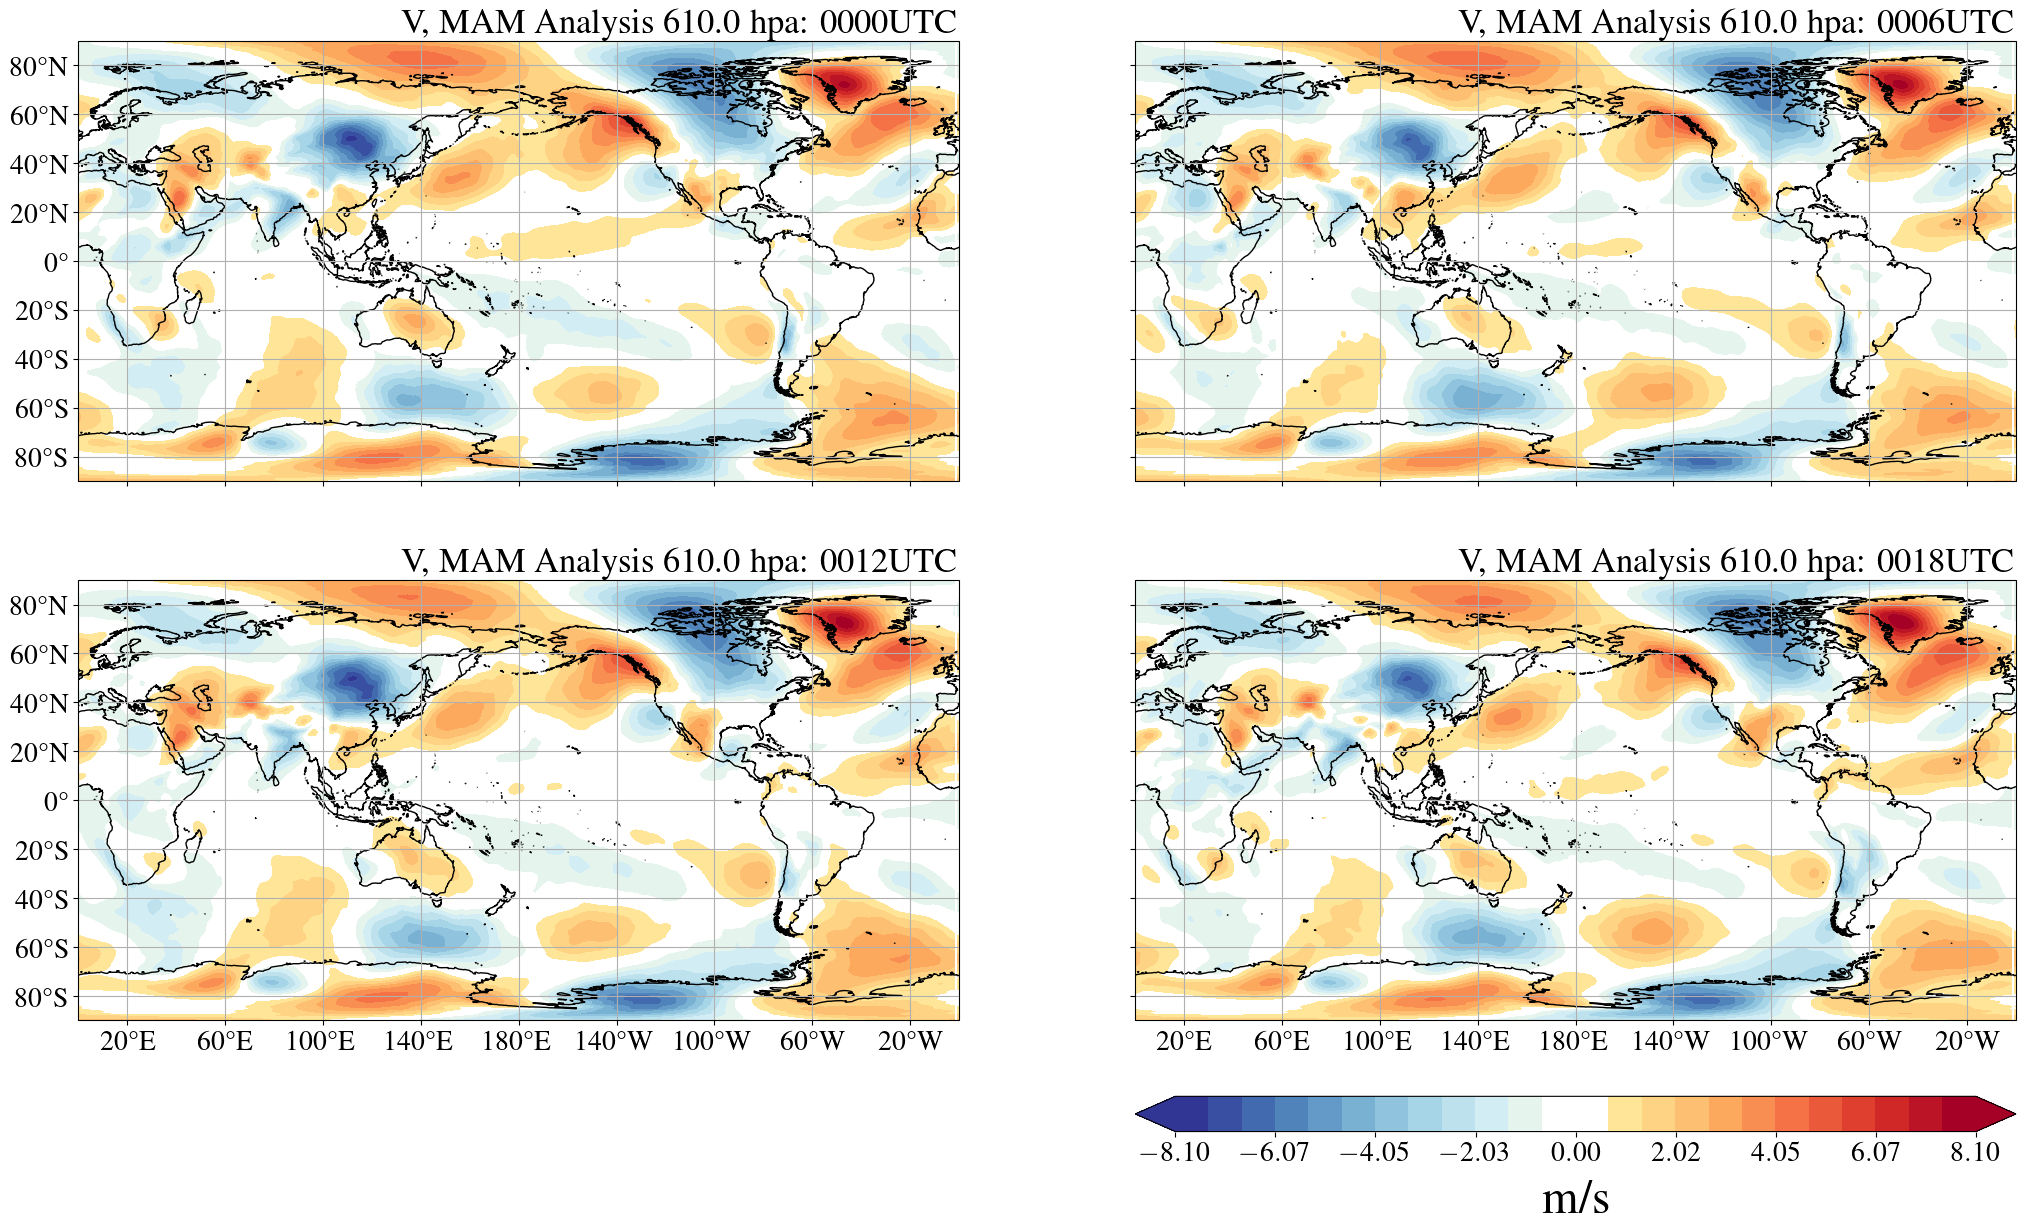 V, MAM Analysis 610.0 hpa: 0000UTC
V, MAM Analysis 610.0 hpa: 0006UTC
80°N
60°N
40°N
20°N
0°
20°S
40°S
60°S
80°S
V, MAM Analysis 610.0 hpa: 0012UTC
V, MAM Analysis 610.0 hpa: 0018UTC
80°N
60°N
40°N
20°N
0°
20°S
40°S
60°S
80°S
20°E 60°E 100°E 140°E 180°E 140°W 100°W 60°W 20°W
20°E 60°E 100°E 140°E 180°E 140°W 100°W 60°W 20°W
−8.10 −6.07 −4.05 −2.03 0.00 2.02 4.05 6.07 8.10
m/s